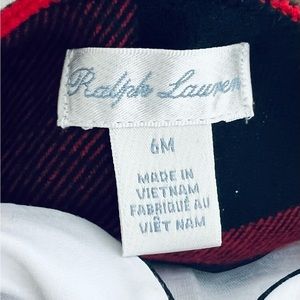 Ralph Lauren
6M
MADE IN
VIETNAM
FABRIQUÉ AU
VIÊT NAM